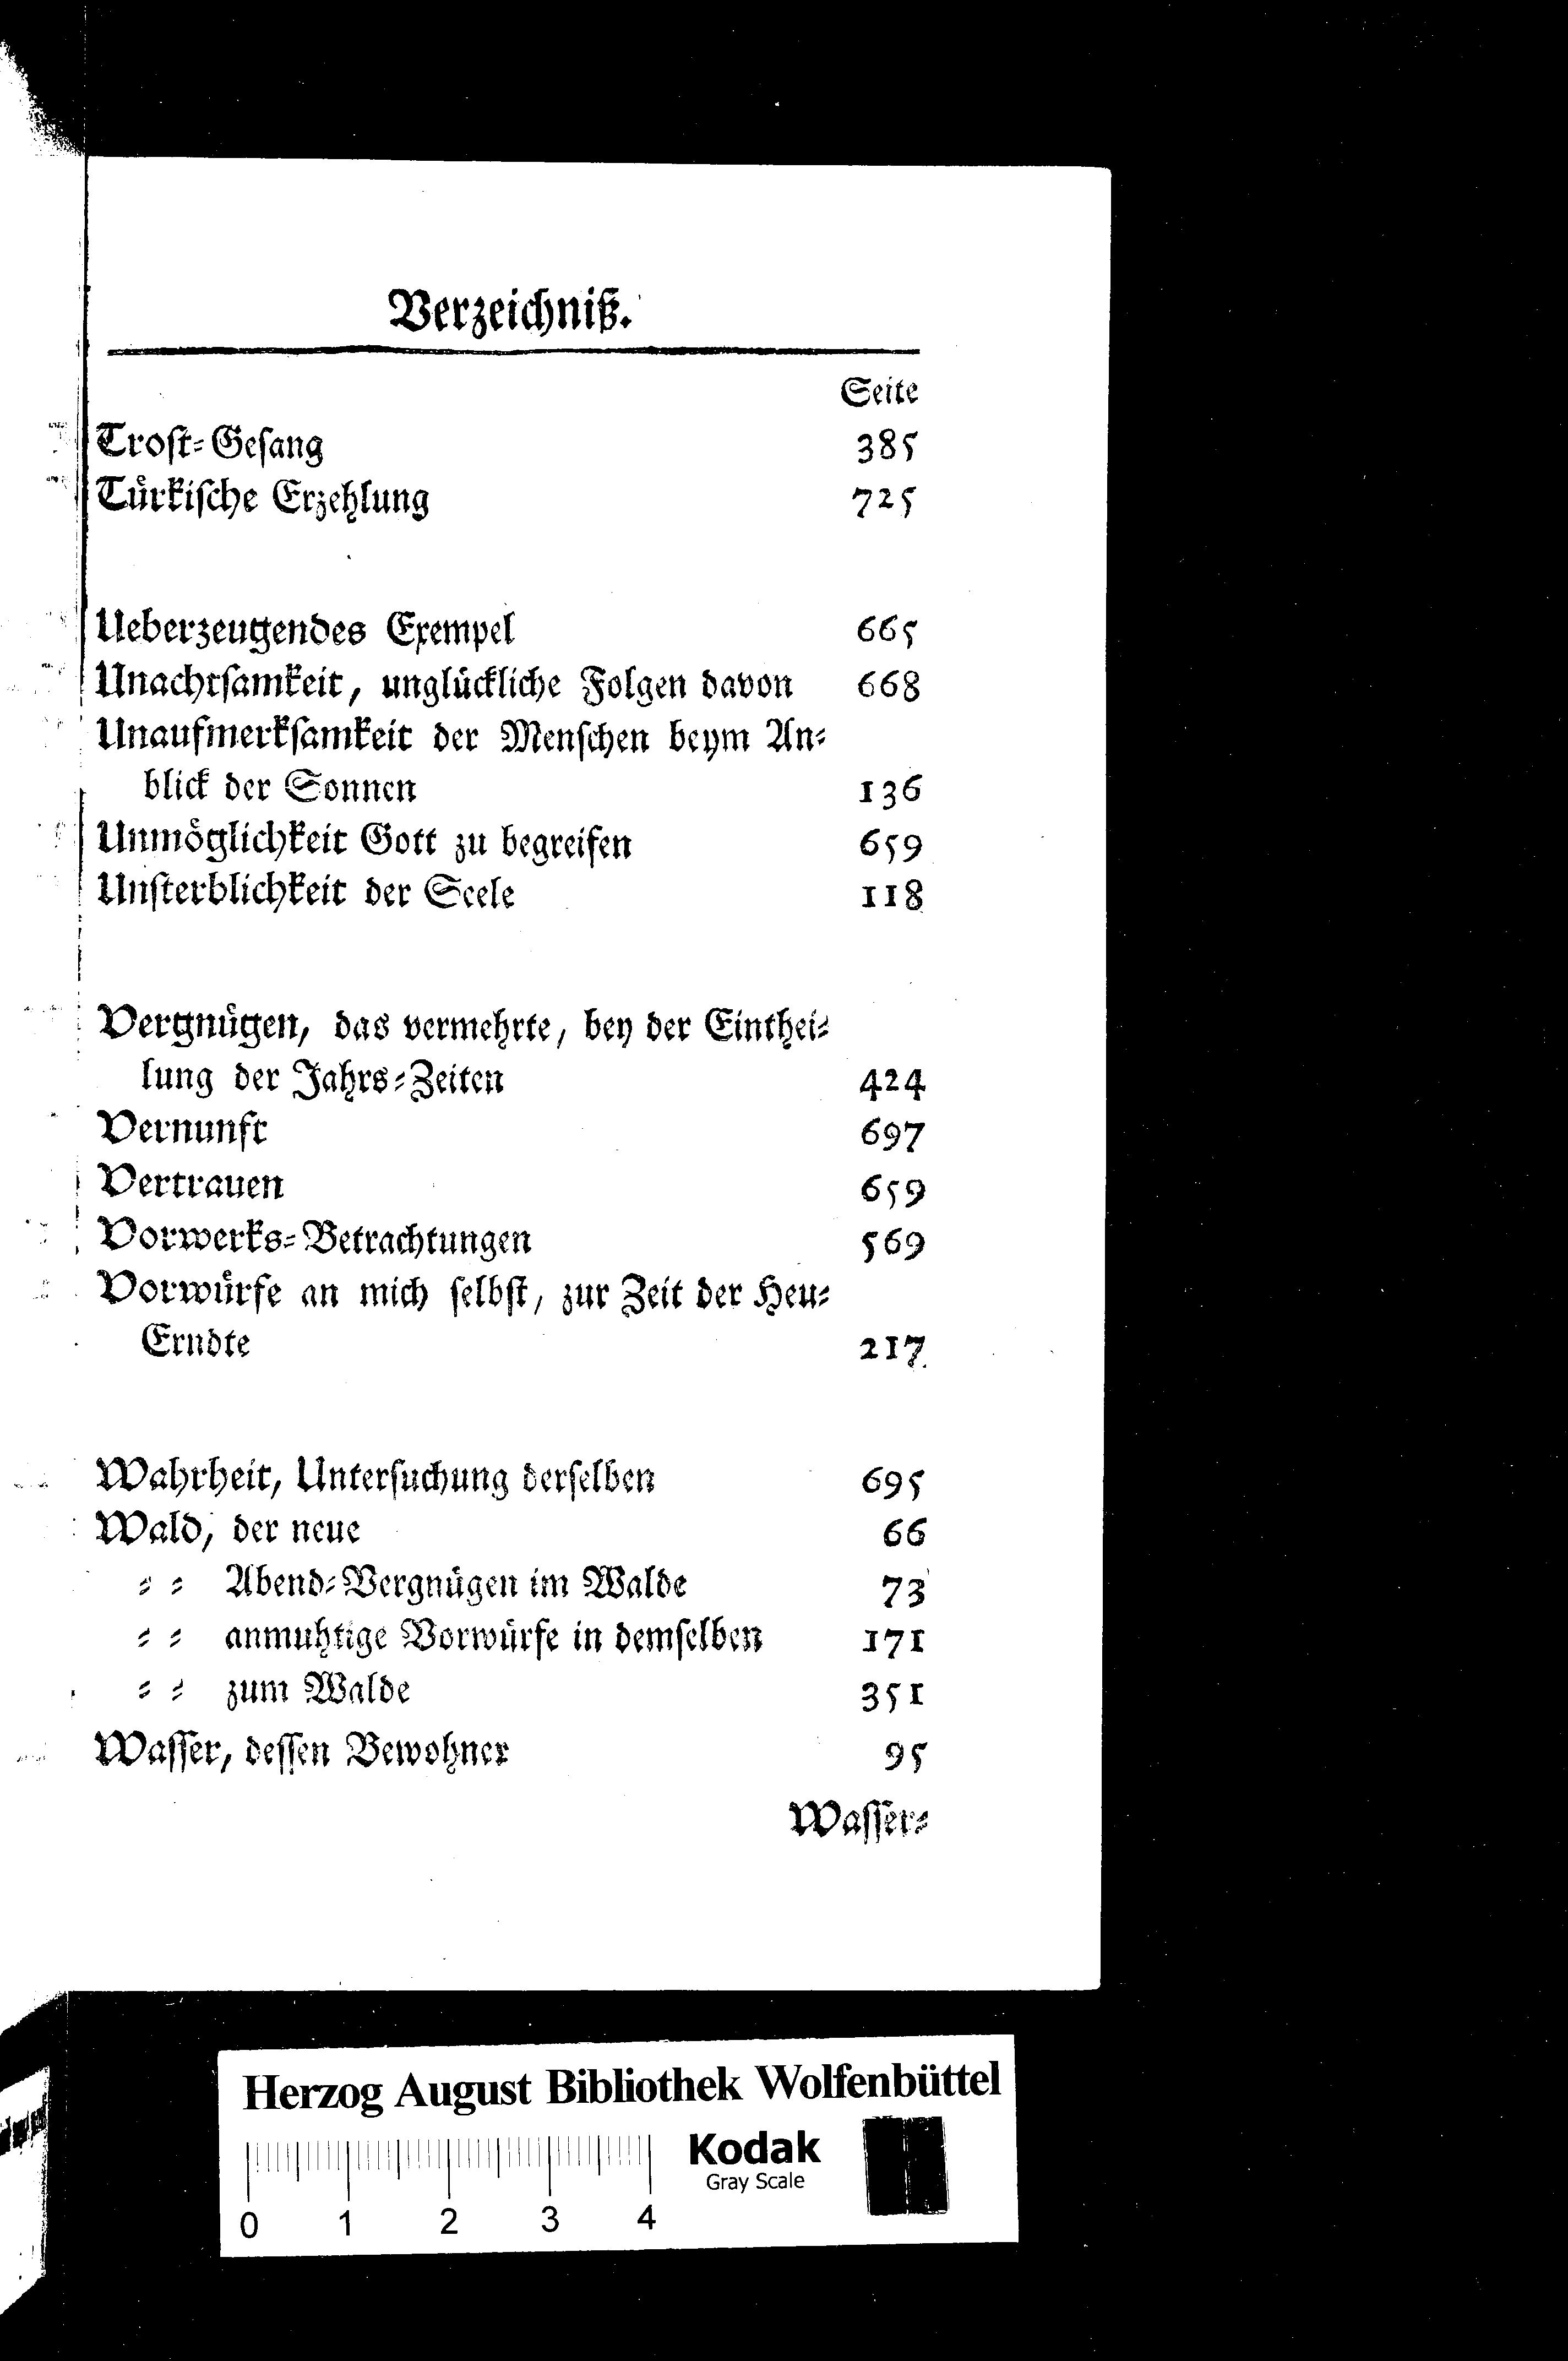 Verzeichniß.
Seite
Trost-Gesang 385
Türkische Erzehlung 725
Ueberzeugendes Exempel 665
Unachtsamkeit, unglückliche Folgen davon 668
Unaufmerksamkeit der Menschen beym An-
blick der Sonnen 136
Unmöglichkeit Gott zu begreifen 659
Unsterblichkeit der Seele 118
Vergnügen, das vermehrte, bey der Einthei-
lung der Jahrs-Zeiten 424
Vernunft 697
Vertrauen 659
Vorwerks-Betrachtungen 569
Vorwürfe an mich selbst, zur Zeit der Heu-
Erndte 217
Wahrheit, Untersuchung derselben 695
Wald, der neue 66
- - Abend-Vergnügen im Walde 73
- - anmuhtige Vorwürfe in demselben 171
- - zum Walde 351
Wasser, dessen Bewohner 95
Wasser-
Herzog August Bibliothek Wolfenbüttel
Kodak
Gray Scale
0 1 2 3 4